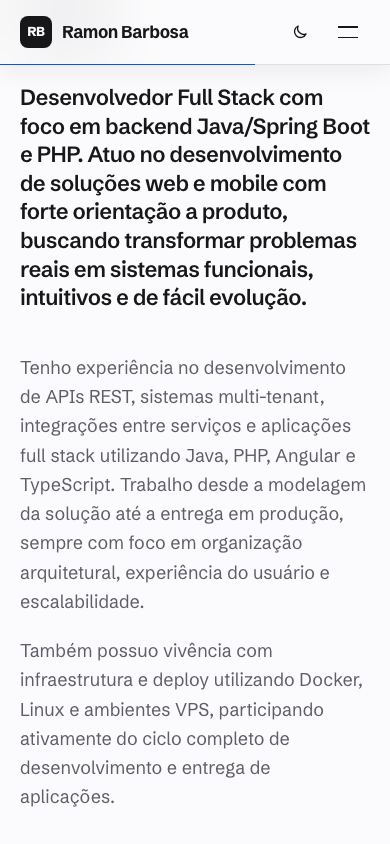 RB Ramon Barbosa
Desenvolvedor Full Stack com
foco em backend Java/Spring Boot
e PHP. Atuo no desenvolvimento
de soluções web e mobile com
forte orientação a produto,
buscando transformar problemas
reais em sistemas funcionais,
intuitivos e de fácil evolução.
Tenho experiência no desenvolvimento
de APIs REST, sistemas multi-tenant,
integrações entre serviços e aplicações
full stack utilizando Java, PHP, Angular e
TypeScript. Trabalho desde a modelagem
da solução até a entrega em produção,
sempre com foco em organização
arquitetural, experiência do usuário e
escalabilidade.
Também possuo vivência com
infraestrutura e deploy utilizando Docker,
Linux e ambientes VPS, participando
ativamente do ciclo completo de
desenvolvimento e entrega de
aplicações.